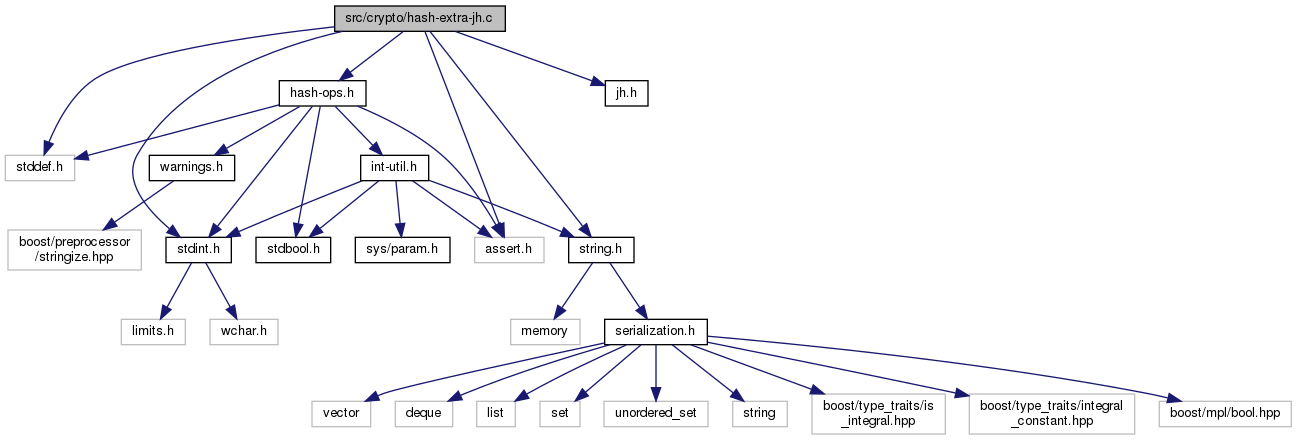 src/crypto/hash-extra-jh.c
hash-ops.h
jh.h
stddef.h
warnings.h
int-util.h
boost/preprocessor
/stringize.hpp
stdint.h
stdbool.h
sys/param.h
assert.h
string.h
limits.h
wchar.h
memory
serialization.h
vector
deque
list
set
unordered_set
string
boost/type_traits/is
_integral.hpp
boost/type_traits/integral
_constant.hpp
boost/mpl/bool.hpp